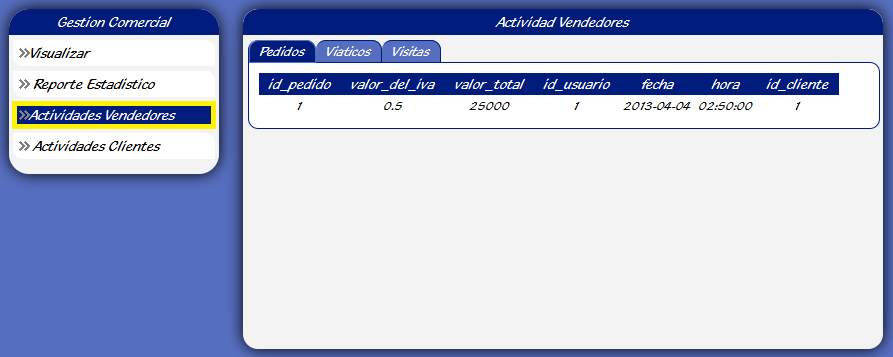 Gestion Comercial
»Visualizar
» Reporte Estadistico
»Actividades Vendedores
» Actividades Clientes
Actividad Vendedores
Pedidos Viaticos Visitas
id_pedido valor_del_iva valor_total id_usuario fecha hora id_cliente
1 0.5 25000 1 2013-04-04 02:50:00 1